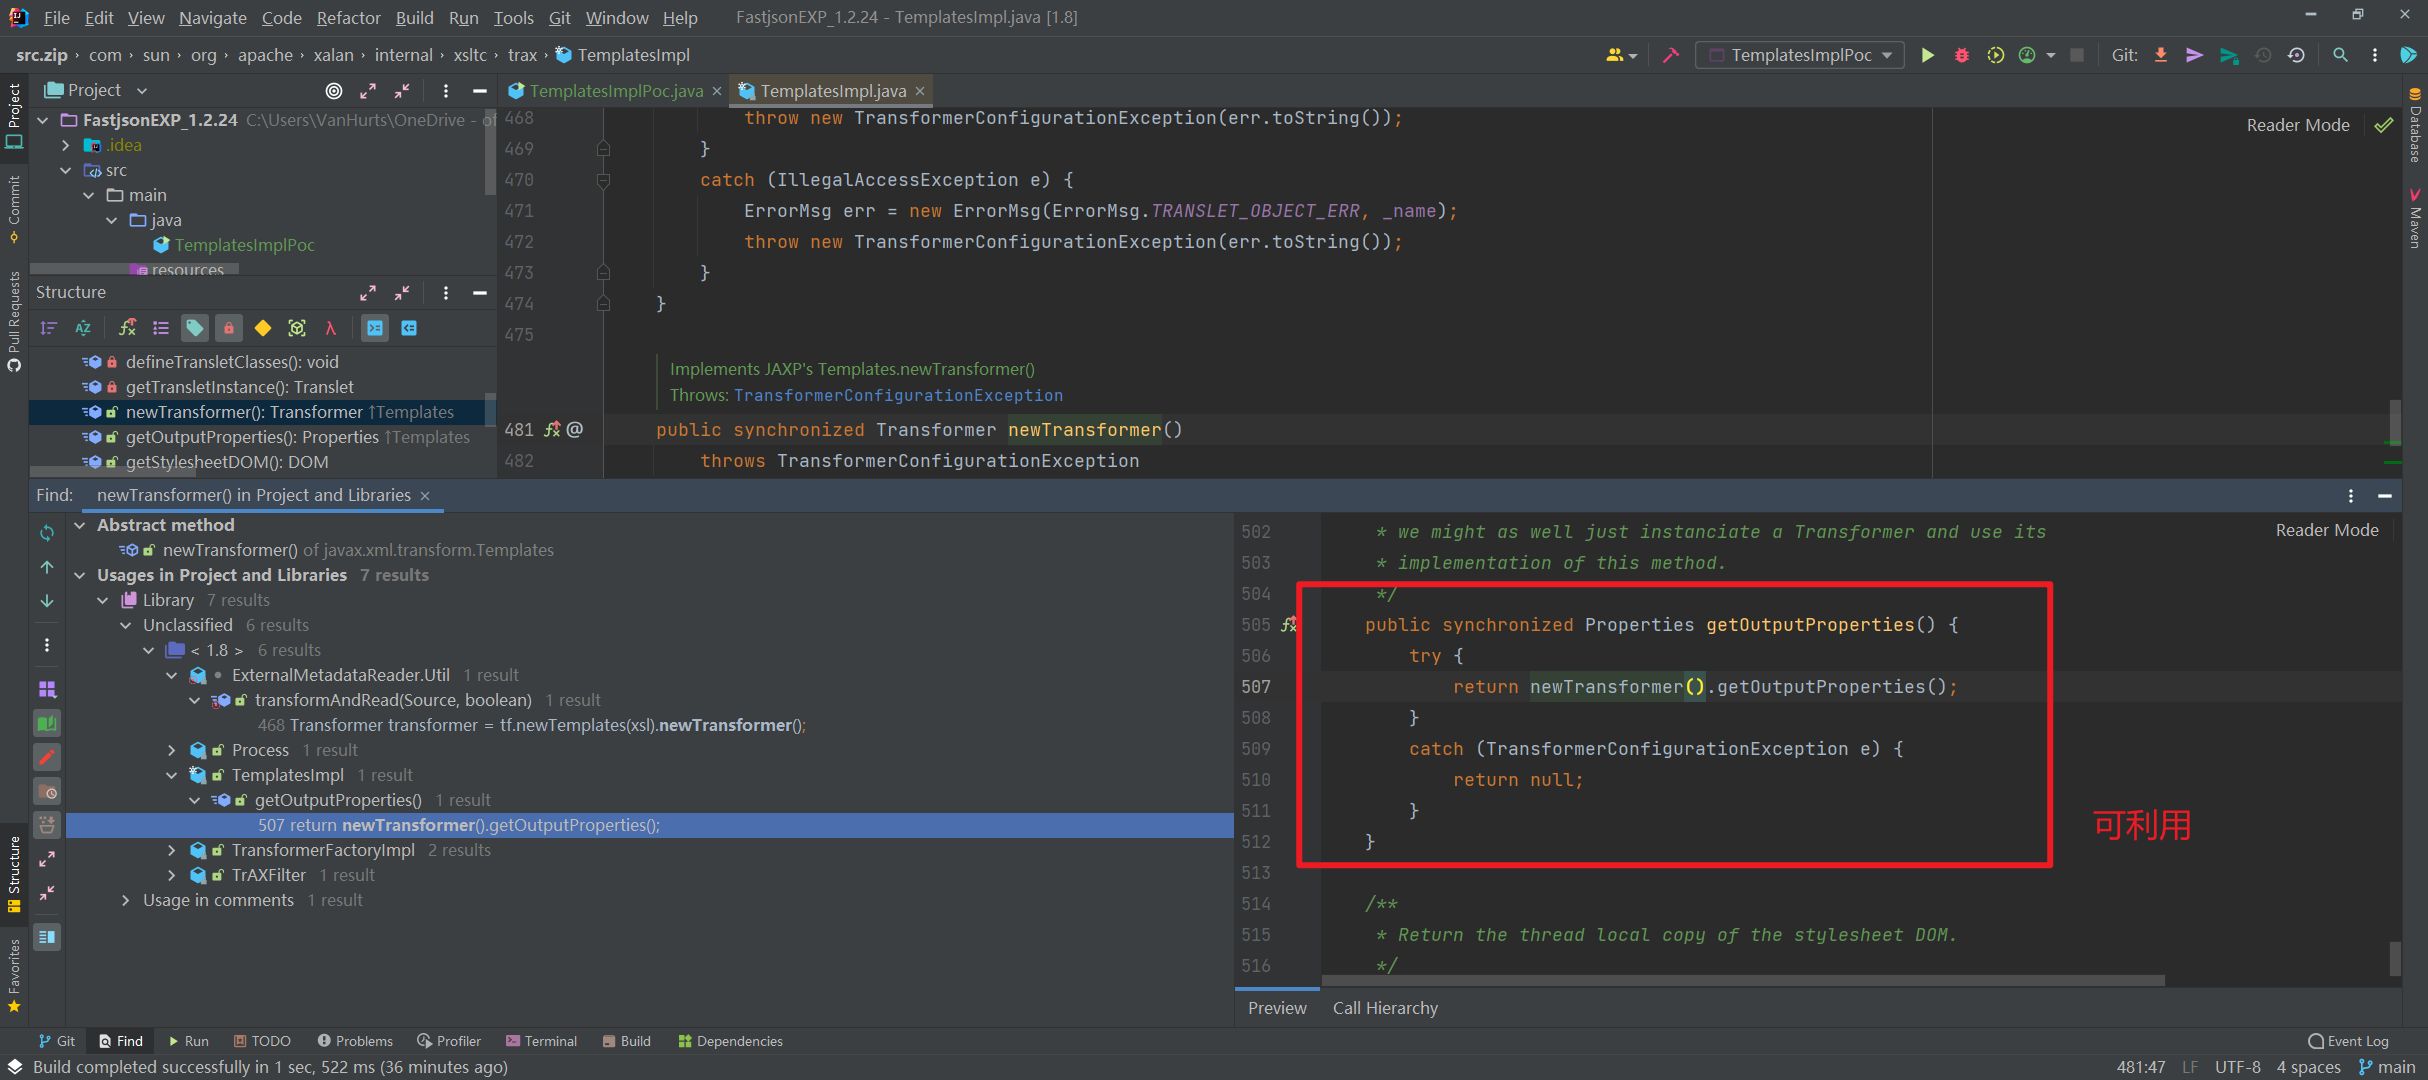 File Edit View Navigate Code Refactor Build Run Tools Git Window Help FastjsonEXP_1.2.24 - TemplatesImpl.java [1.8]
src.zip com sun org apache xalan internal xsltc trax TemplatesImpl TemplatesImplPoc Git:
Project
TemplatesImplPoc.java TemplatesImpl.java
FastjsonEXP_1.2.24 C:\Users\VanHurts\OneDrive - of
.idea
src
main
java
TemplatesImplPoc
resources
Structure
defineTransletClasses(): void
getTransletInstance(): Translet
newTransformer(): Transformer ↑Templates
getOutputProperties(): Properties ↑Templates
getStylesheetDOM(): DOM
Reader Mode
468 throw new TransformerConfigurationException(err.toString());
469 }
470 catch (IllegalAccessException e) {
471 ErrorMsg err = new ErrorMsg(ErrorMsg.TRANSLET_OBJECT_ERR, _name);
472 throw new TransformerConfigurationException(err.toString());
473 }
474 }
475
Implements JAXP's Templates.newTransformer()
Throws: TransformerConfigurationException
481 public synchronized Transformer newTransformer()
482 throws TransformerConfigurationException
Find: newTransformer() in Project and Libraries
Abstract method
newTransformer() of javax.xml.transform.Templates
Usages in Project and Libraries 7 results
Library 7 results
Unclassified 6 results
< 1.8 > 6 results
ExternalMetadataReader.Util 1 result
transformAndRead(Source, boolean) 1 result
468 Transformer transformer = tf.newTemplates(xsl).newTransformer();
Process 1 result
TemplatesImpl 1 result
getOutputProperties() 1 result
507 return newTransformer().getOutputProperties();
TransformerFactoryImpl 2 results
TrAXFilter 1 result
Usage in comments 1 result
Reader Mode
502 * we might as well just instanciate a Transformer and use its
503 * implementation of this method.
504 */
505 public synchronized Properties getOutputProperties() {
506 try {
507 return newTransformer().getOutputProperties();
508 }
509 catch (TransformerConfigurationException e) {
510 return null;
511 }
512 }
513
514 /**
515 * Return the thread local copy of the stylesheet DOM.
516 */
可利用
Preview Call Hierarchy
Project
Commit
Pull Requests
Structure
Favorites
Database
Maven
Git Find Run TODO Problems Profiler Terminal Build Dependencies Event Log
Build completed successfully in 1 sec, 522 ms (36 minutes ago) 481:47 LF UTF-8 4 spaces main